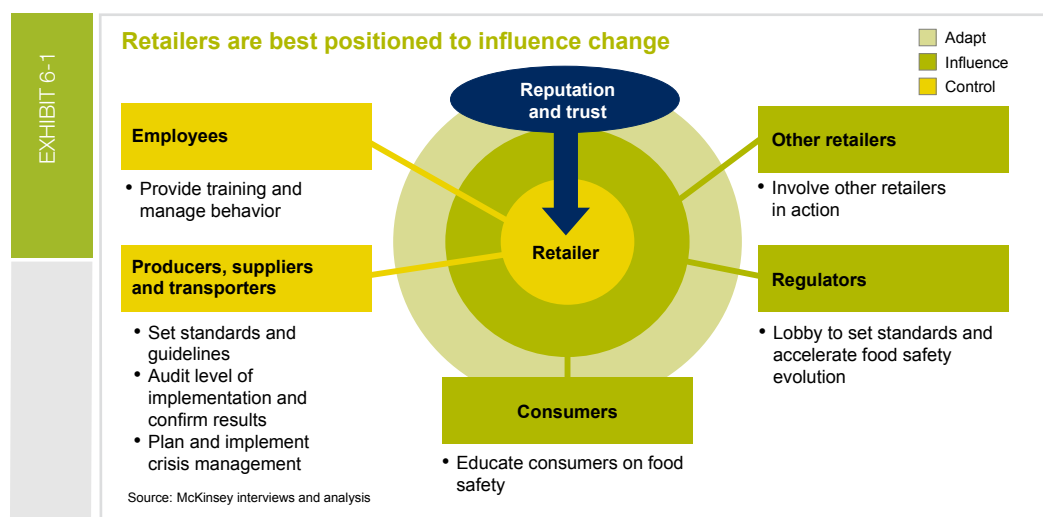 EXHIBIT 6-1
Retailers are best positioned to influence change
Adapt
Influence
Control
Reputation
and trust
Employees
• Provide training and
manage behavior
Producers, suppliers
and transporters
• Set standards and
guidelines
• Audit level of
implementation and
confirm results
• Plan and implement
crisis management
Retailer
Consumers
• Educate consumers on food
safety
Other retailers
• Involve other retailers
in action
Regulators
• Lobby to set standards and
accelerate food safety
evolution
Source: McKinsey interviews and analysis